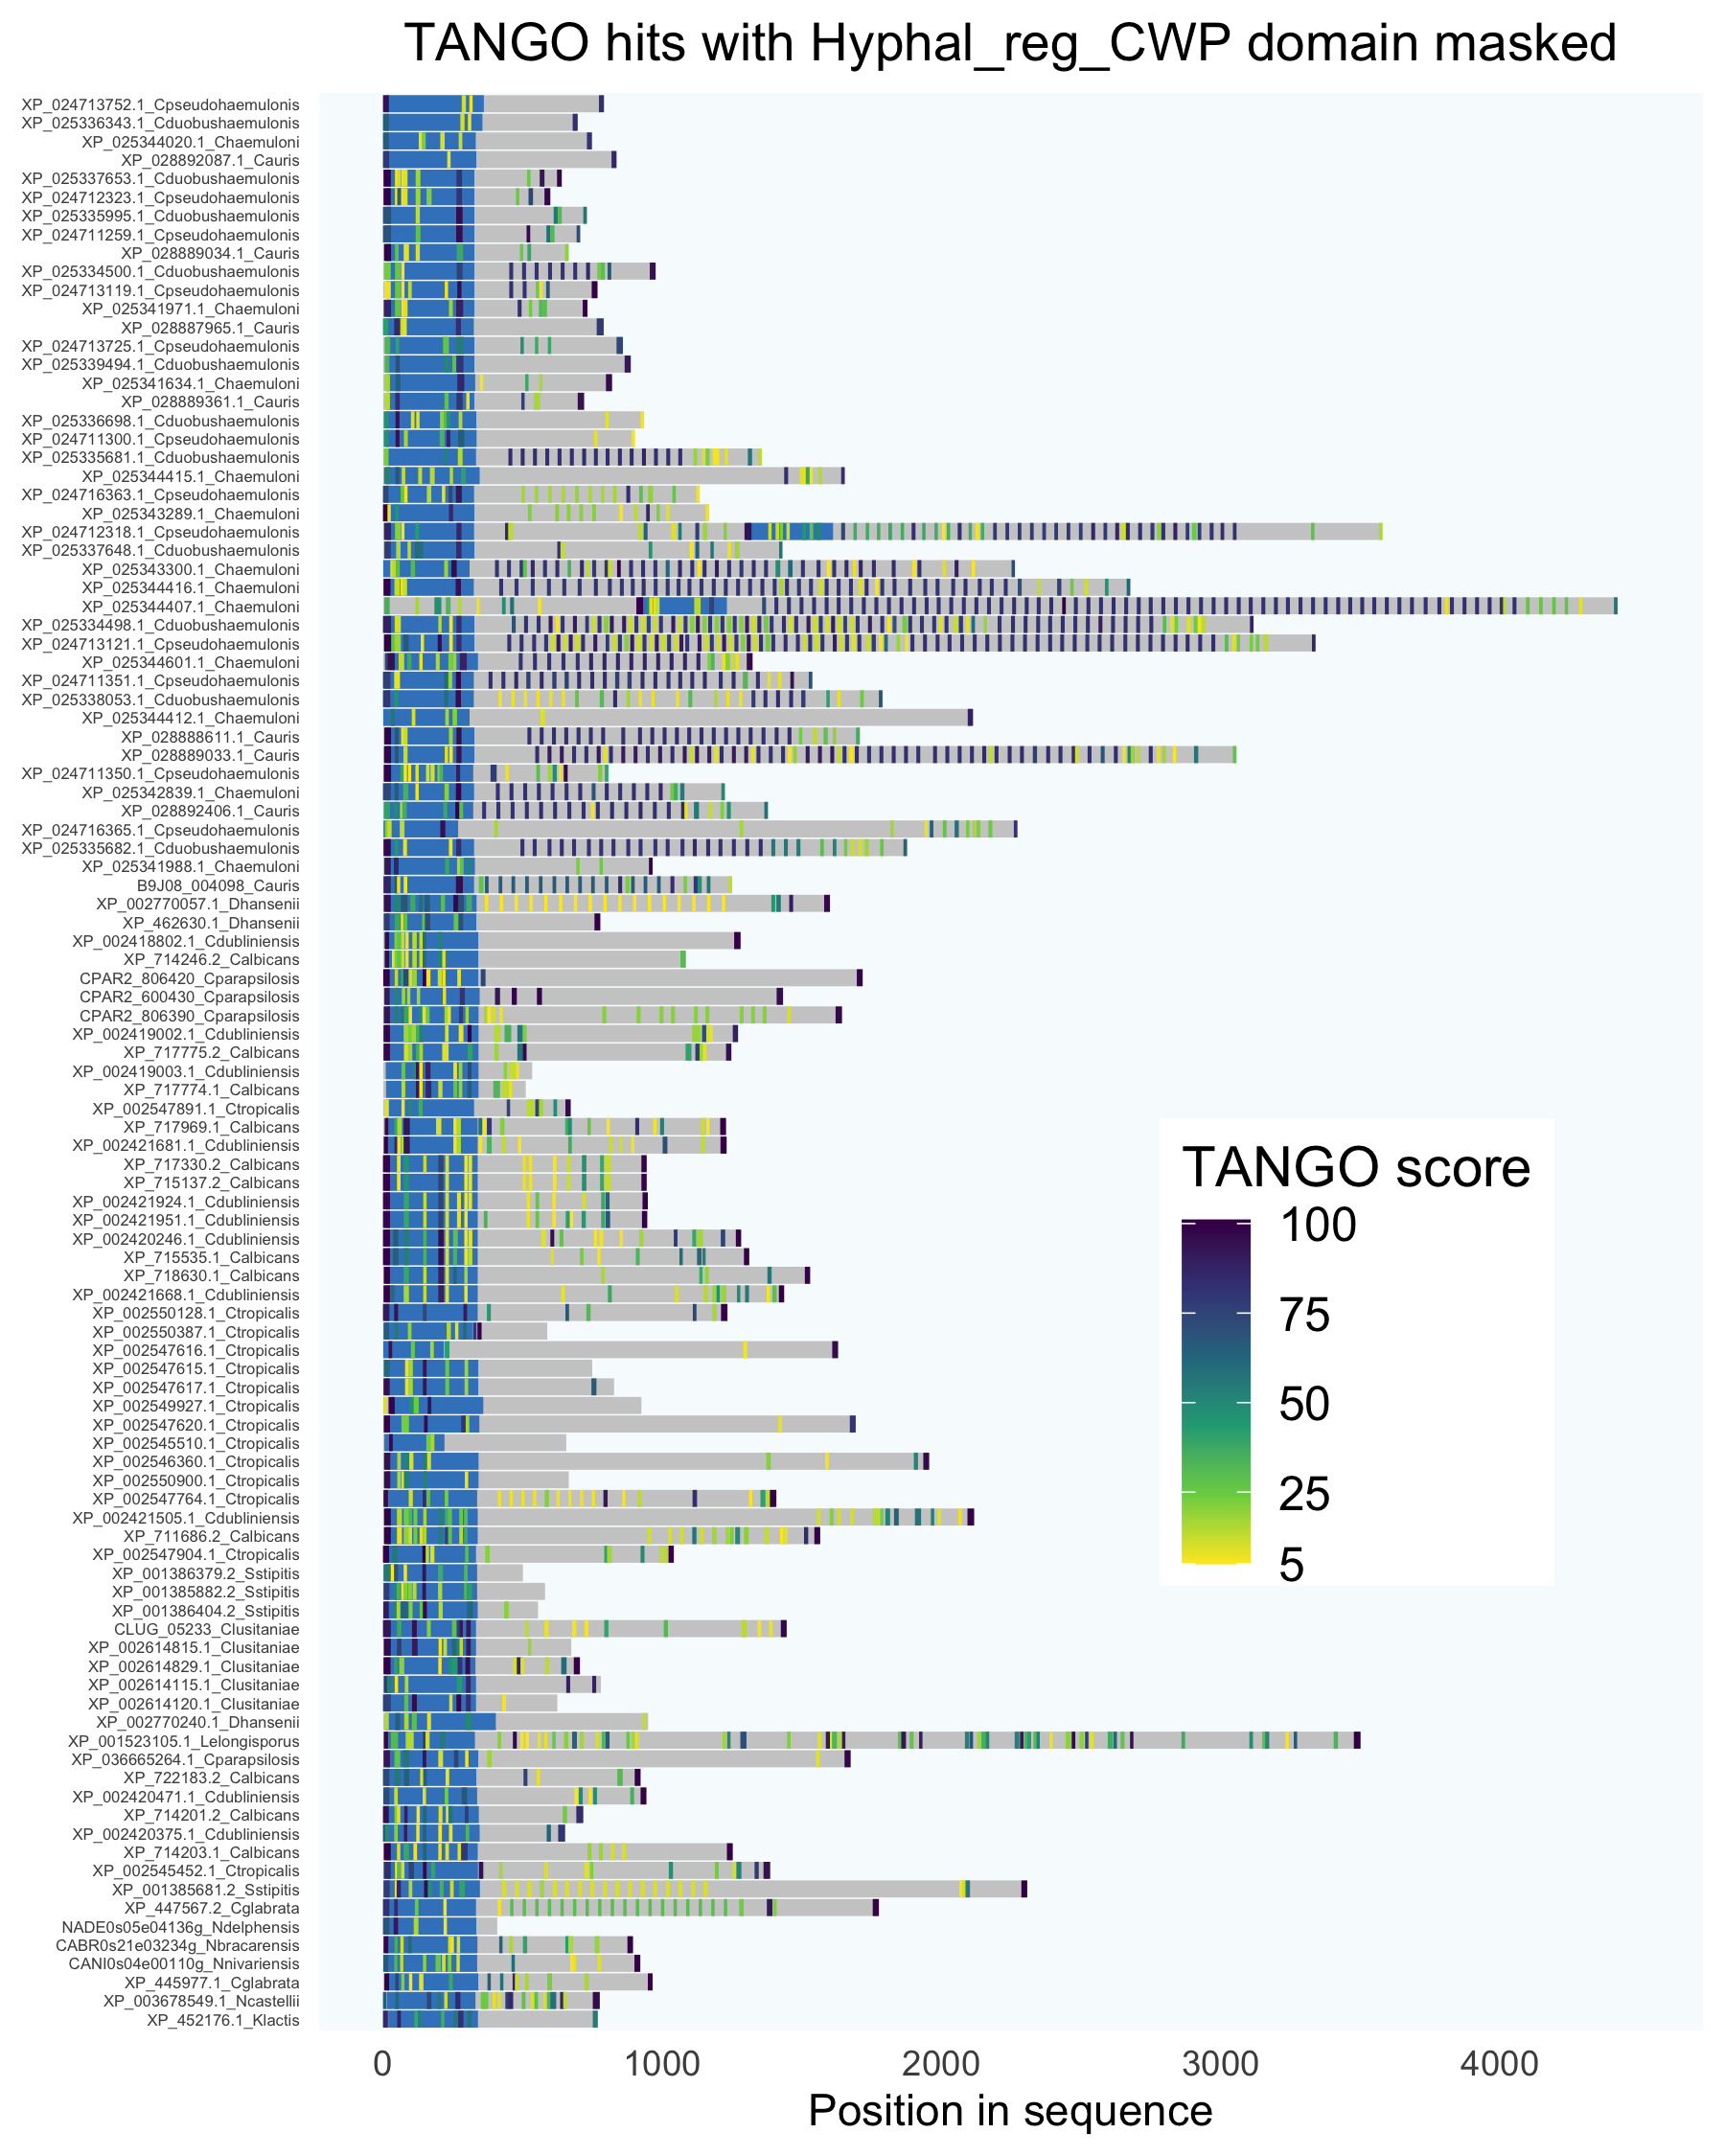 TANGO hits with Hyphal_reg_CWP domain masked
XP_024713752.1_Cpseudohaemulonis
XP_025336343.1_Cduobushaemulonis
XP_025344020.1_Chaemuloni
XP_028892087.1_Cauris
XP_025337653.1_Cduobushaemulonis
XP_024712323.1_Cpseudohaemulonis
XP_025335995.1_Cduobushaemulonis
XP_024711259.1_Cpseudohaemulonis
XP_028889034.1_Cauris
XP_025334500.1_Cduobushaemulonis
XP_024713119.1_Cpseudohaemulonis
XP_025341971.1_Chaemuloni
XP_028887965.1_Cauris
XP_024713725.1_Cpseudohaemulonis
XP_025339494.1_Cduobushaemulonis
XP_025341634.1_Chaemuloni
XP_028889361.1_Cauris
XP_025336698.1_Cduobushaemulonis
XP_024711300.1_Cpseudohaemulonis
XP_025335681.1_Cduobushaemulonis
XP_025344415.1_Chaemuloni
XP_024716363.1_Cpseudohaemulonis
XP_025343289.1_Chaemuloni
XP_024712318.1_Cpseudohaemulonis
XP_025337648.1_Cduobushaemulonis
XP_025343300.1_Chaemuloni
XP_025344416.1_Chaemuloni
XP_025344407.1_Chaemuloni
XP_025334498.1_Cduobushaemulonis
XP_024713121.1_Cpseudohaemulonis
XP_025344601.1_Chaemuloni
XP_024711351.1_Cpseudohaemulonis
XP_025338053.1_Cduobushaemulonis
XP_025344412.1_Chaemuloni
XP_028888611.1_Cauris
XP_028889033.1_Cauris
XP_024711350.1_Cpseudohaemulonis
XP_025342839.1_Chaemuloni
XP_028892406.1_Cauris
XP_024716365.1_Cpseudohaemulonis
XP_025335682.1_Cduobushaemulonis
XP_025341988.1_Chaemuloni
B9J08_004098_Cauris
XP_002770057.1_Dhansenii
XP_462630.1_Dhansenii
XP_002418802.1_Cdubliniensis
XP_714246.2_Calbicans
CPAR2_806420_Cparapsilosis
CPAR2_600430_Cparapsilosis
CPAR2_806390_Cparapsilosis
XP_002419002.1_Cdubliniensis
XP_717775.2_Calbicans
XP_002419003.1_Cdubliniensis
XP_717774.1_Calbicans
XP_002547891.1_Ctropicalis
XP_717969.1_Calbicans
XP_002421681.1_Cdubliniensis
XP_717330.2_Calbicans
XP_715137.2_Calbicans
XP_002421924.1_Cdubliniensis
XP_002421951.1_Cdubliniensis
XP_002420246.1_Cdubliniensis
XP_715535.1_Calbicans
XP_718630.1_Calbicans
XP_002421668.1_Cdubliniensis
XP_002550128.1_Ctropicalis
XP_002550387.1_Ctropicalis
XP_002547616.1_Ctropicalis
XP_002547615.1_Ctropicalis
XP_002547617.1_Ctropicalis
XP_002549927.1_Ctropicalis
XP_002547620.1_Ctropicalis
XP_002545510.1_Ctropicalis
XP_002546360.1_Ctropicalis
XP_002550900.1_Ctropicalis
XP_002547764.1_Ctropicalis
XP_002421505.1_Cdubliniensis
XP_711686.2_Calbicans
XP_002547904.1_Ctropicalis
XP_001386379.2_Sstipitis
XP_001385882.2_Sstipitis
XP_001386404.2_Sstipitis
CLUG_05233_Clusitaniae
XP_002614815.1_Clusitaniae
XP_002614829.1_Clusitaniae
XP_002614115.1_Clusitaniae
XP_002614120.1_Clusitaniae
XP_002770240.1_Dhansenii
XP_001523105.1_Lelongisporus
XP_036665264.1_Cparapsilosis
XP_722183.2_Calbicans
XP_002420471.1_Cdubliniensis
XP_714201.2_Calbicans
XP_002420375.1_Cdubliniensis
XP_714203.1_Calbicans
XP_002545452.1_Ctropicalis
XP_001385681.2_Sstipitis
XP_447567.2_Cglabrata
NADE0s05e04136g_Ndelphensis
CABR0s21e03234g_Nbracarensis
CANI0s04e00110g_Nnivariensis
XP_445977.1_Cglabrata
XP_003678549.1_Ncastellii
XP_452176.1_Klactis
TANGO score
100
75
50
25
5
0 1000 2000 3000 4000
Position in sequence